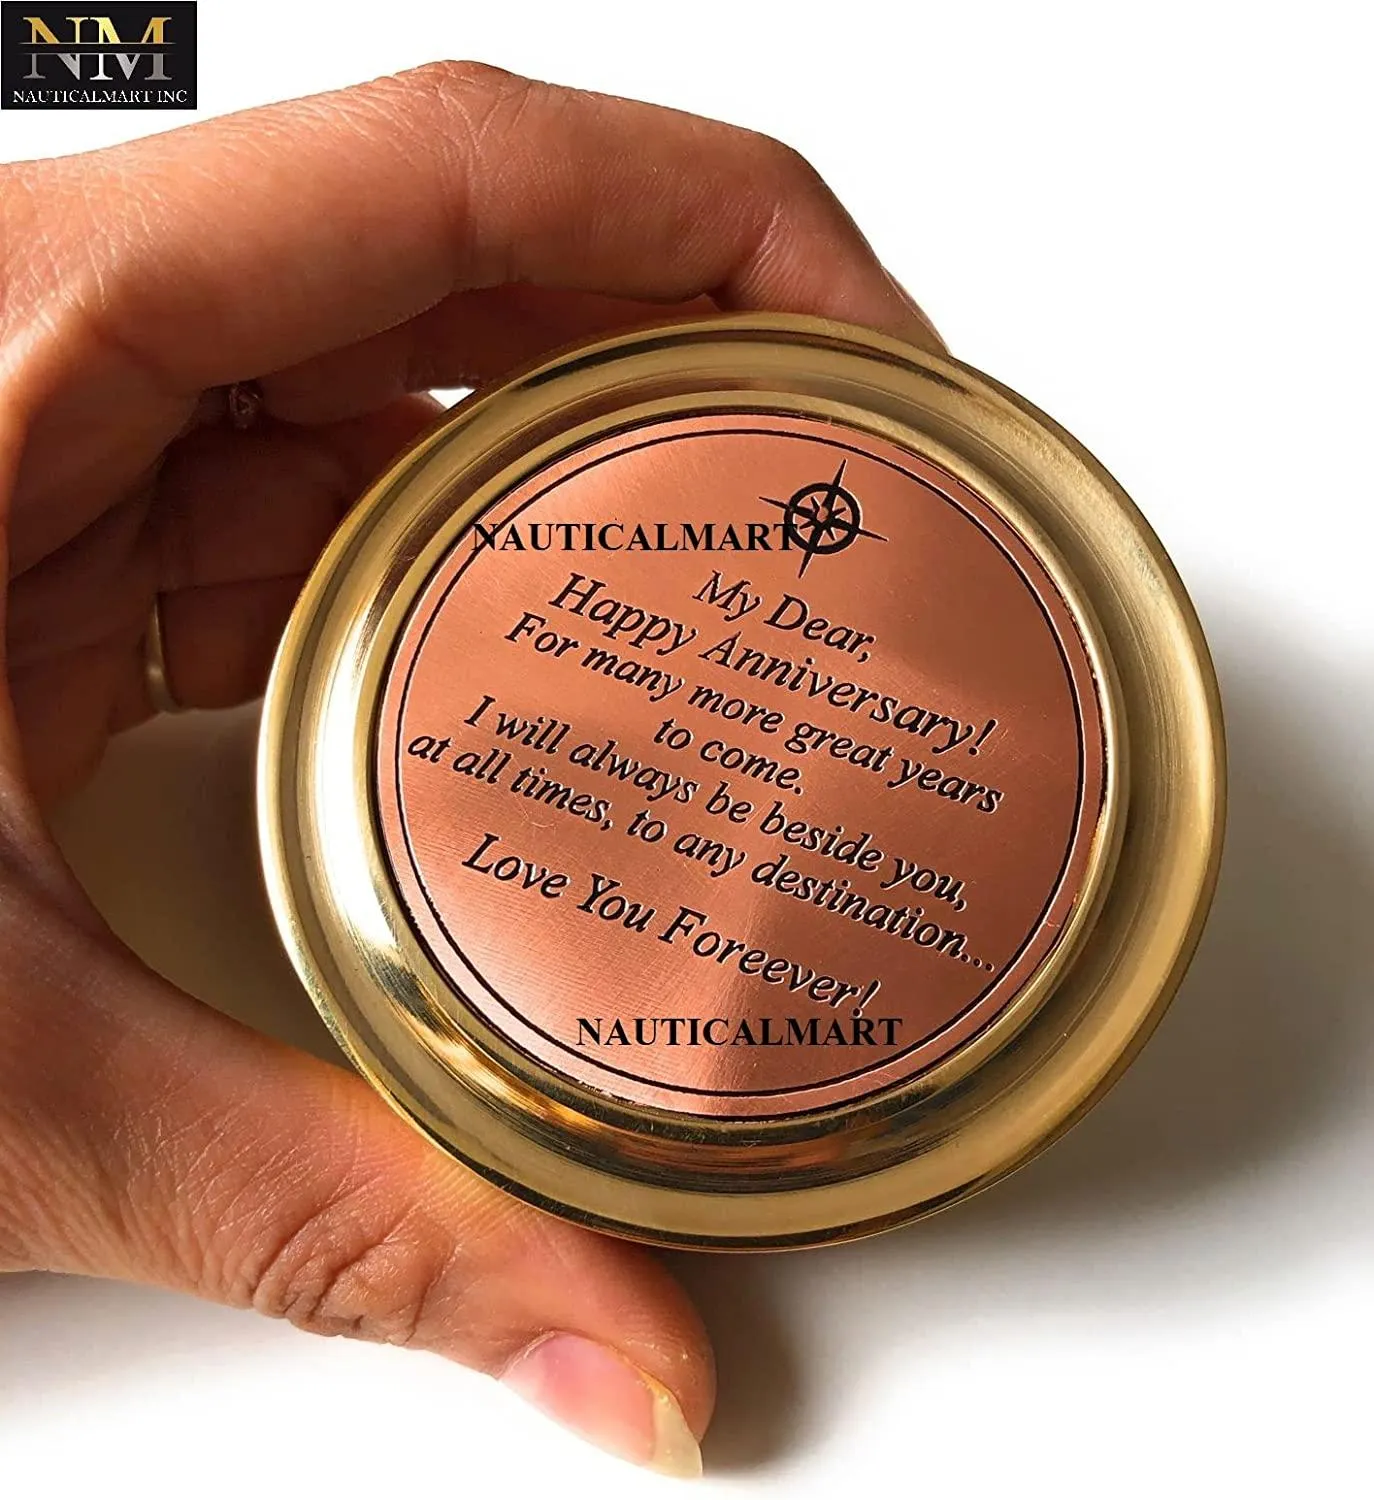 NM
NAUTICALMART INC
NAUTICALMART
My Dear,
Happy Anniversary!
For many more great years
to come.
I will always be beside you,
at all times, to any destination...
Love You Foreever!
NAUTICALMART